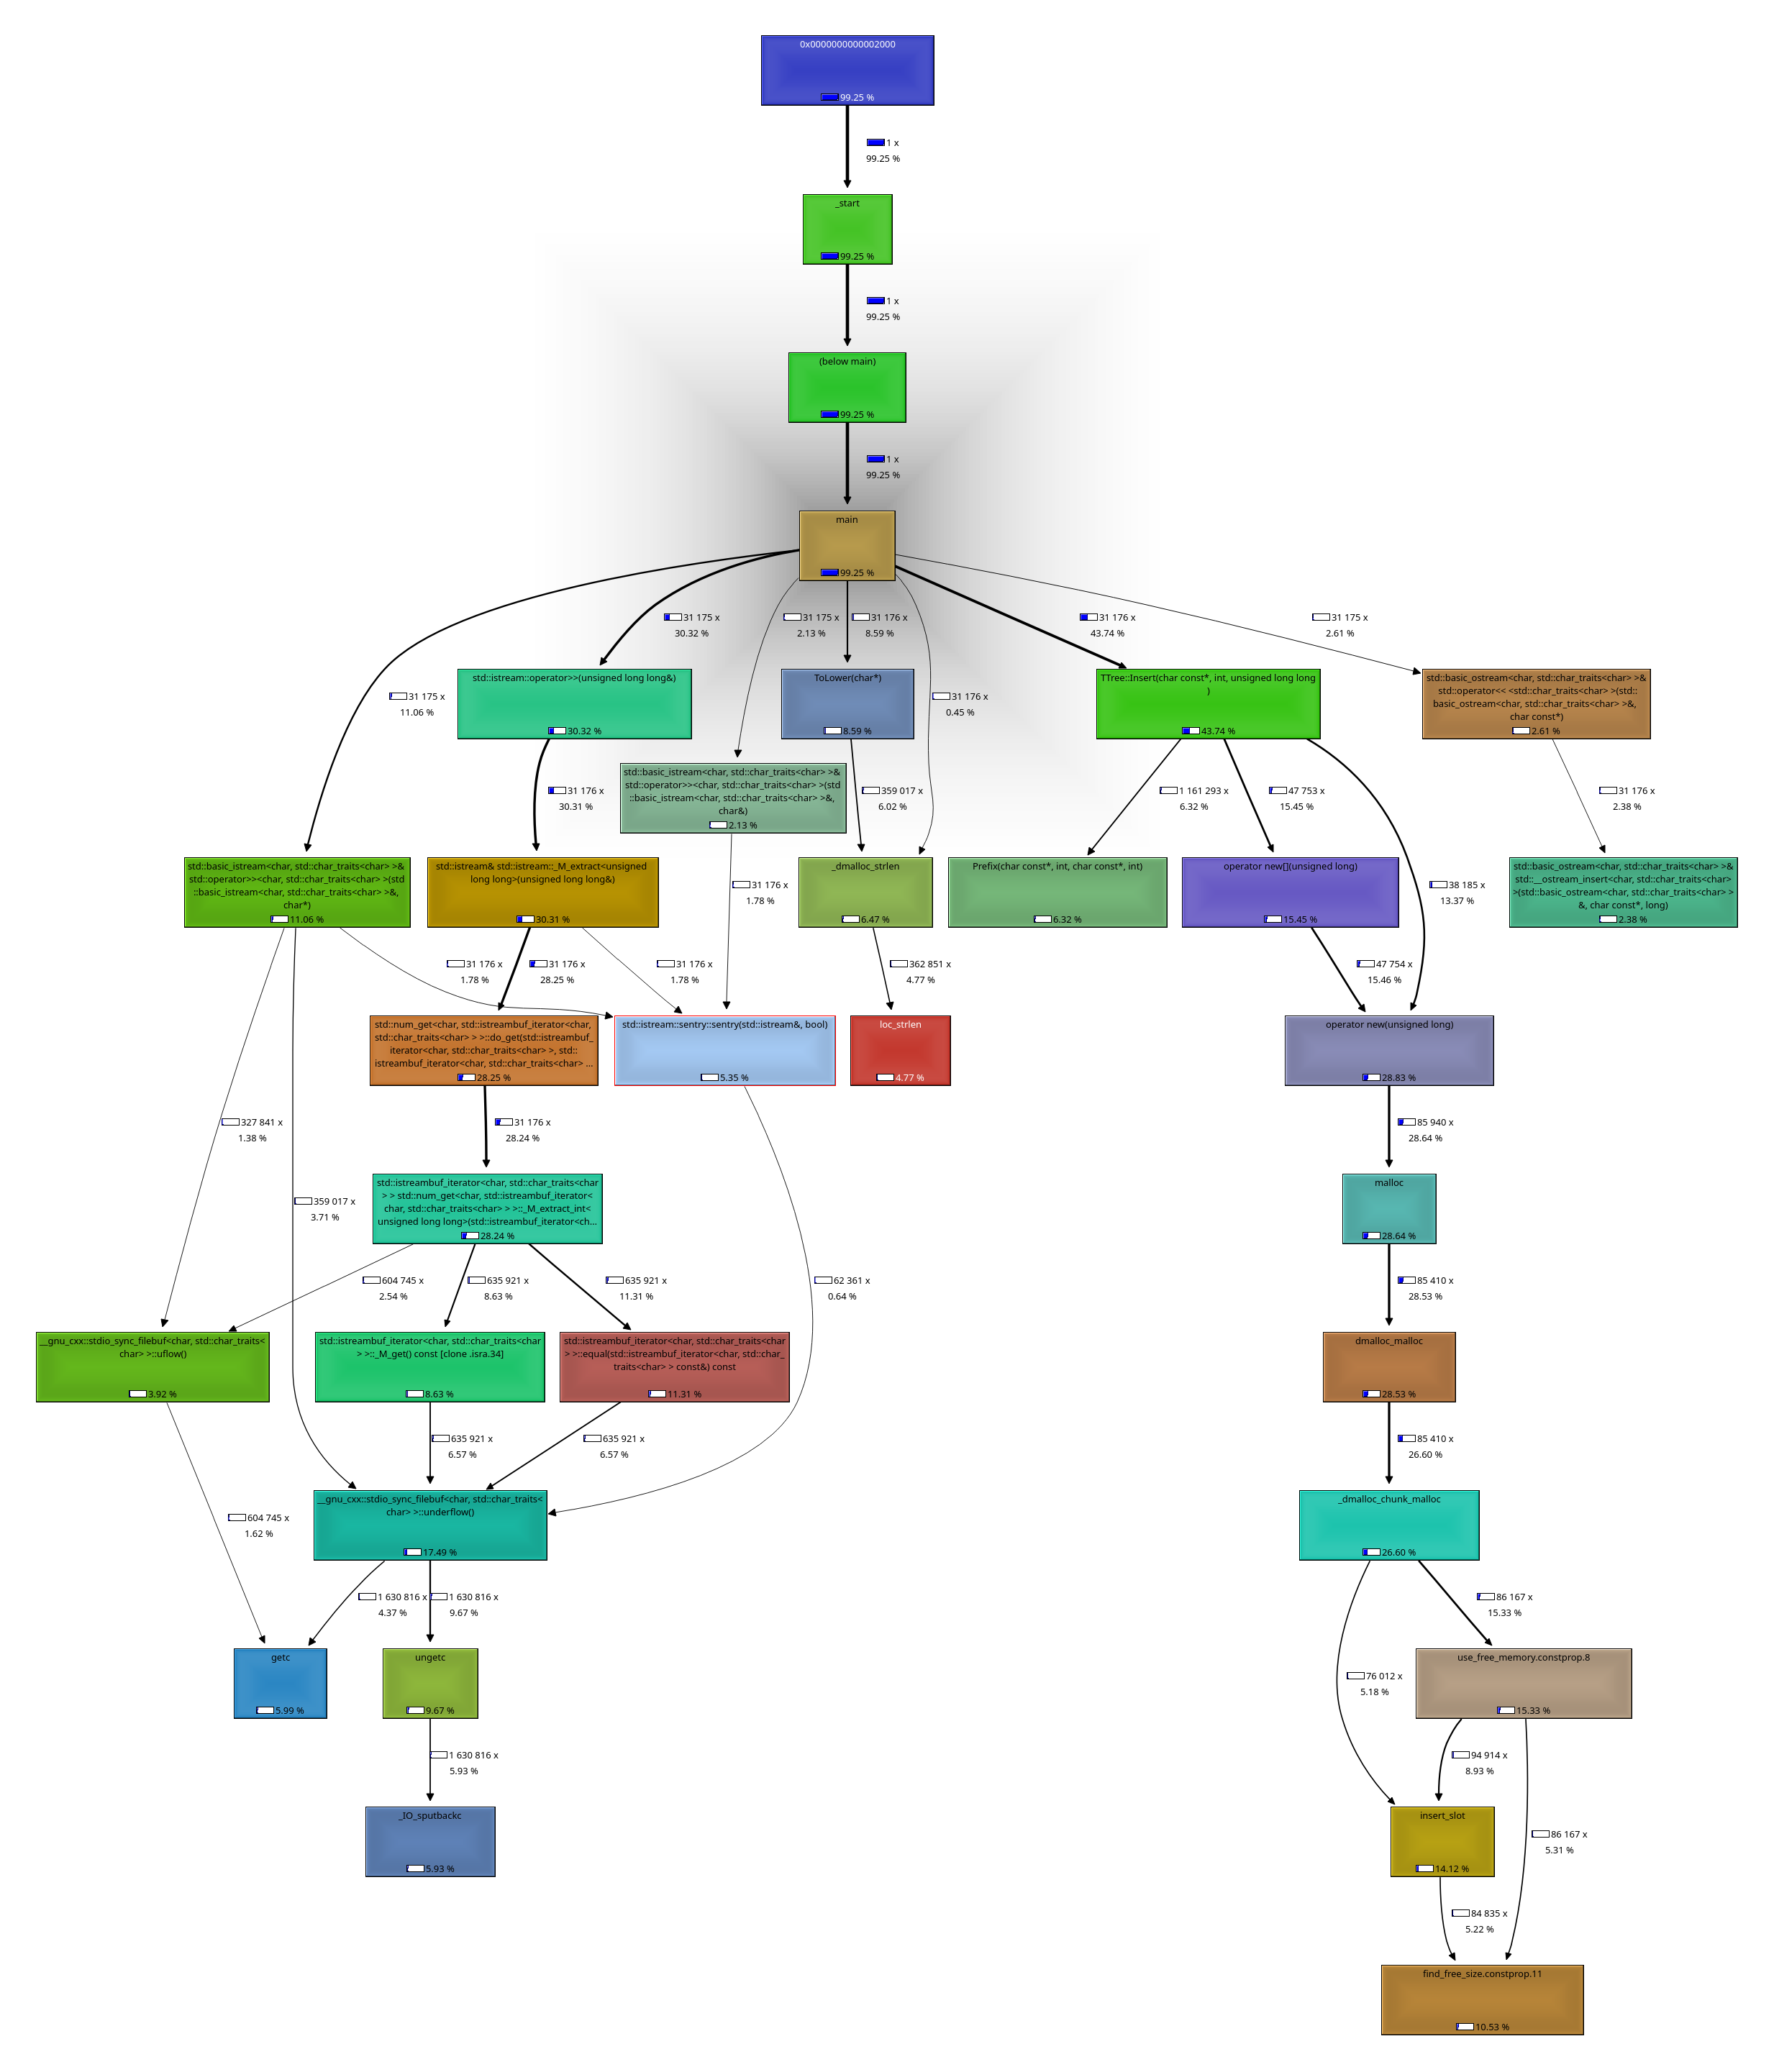 0x0000000000002000
99.25 %
1 x
99.25 %
_start
99.25 %
1 x
99.25 %
(below main)
99.25 %
1 x
99.25 %
main
99.25 %
31 175 x
30.32 %
31 175 x
2.13 %
31 176 x
8.59 %
31 176 x
43.74 %
31 175 x
2.61 %
31 175 x
11.06 %
std::istream::operator>>(unsigned long long&)
30.32 %
ToLower(char*)
8.59 %
31 176 x
0.45 %
TTree::Insert(char const*, int, unsigned long long
)
43.74 %
std::basic_ostream<char, std::char_traits<char> >&
std::operator<< <std::char_traits<char> >(std::
basic_ostream<char, std::char_traits<char> >&,
char const*)
2.61 %
31 176 x
30.31 %
std::basic_istream<char, std::char_traits<char> >&
std::operator>><char, std::char_traits<char> >(std
::basic_istream<char, std::char_traits<char> >&,
char&)
2.13 %
359 017 x
6.02 %
1 161 293 x
6.32 %
47 753 x
15.45 %
31 176 x
2.38 %
std::basic_istream<char, std::char_traits<char> >&
std::operator>><char, std::char_traits<char> >(std
::basic_istream<char, std::char_traits<char> >&,
char*)
11.06 %
std::istream& std::istream::_M_extract<unsigned
long long>(unsigned long long&)
30.31 %
31 176 x
1.78 %
_dmalloc_strlen
6.47 %
Prefix(char const*, int, char const*, int)
6.32 %
operator new[](unsigned long)
15.45 %
38 185 x
13.37 %
std::basic_ostream<char, std::char_traits<char> >&
std::__ostream_insert<char, std::char_traits<char>
>(std::basic_ostream<char, std::char_traits<char> >
&, char const*, long)
2.38 %
31 176 x
1.78 %
31 176 x
28.25 %
31 176 x
1.78 %
362 851 x
4.77 %
47 754 x
15.46 %
std::num_get<char, std::istreambuf_iterator<char,
std::char_traits<char> > >::do_get(std::istreambuf_
iterator<char, std::char_traits<char> >, std::
istreambuf_iterator<char, std::char_traits<char> ...
28.25 %
std::istream::sentry::sentry(std::istream&, bool)
5.35 %
loc_strlen
4.77 %
operator new(unsigned long)
28.83 %
327 841 x
1.38 %
31 176 x
28.24 %
85 940 x
28.64 %
359 017 x
3.71 %
std::istreambuf_iterator<char, std::char_traits<char
> > std::num_get<char, std::istreambuf_iterator<
char, std::char_traits<char> > >::_M_extract_int<
unsigned long long>(std::istreambuf_iterator<ch...
28.24 %
malloc
28.64 %
604 745 x
2.54 %
635 921 x
8.63 %
635 921 x
11.31 %
62 361 x
0.64 %
85 410 x
28.53 %
__gnu_cxx::stdio_sync_filebuf<char, std::char_traits<
char> >::uflow()
3.92 %
std::istreambuf_iterator<char, std::char_traits<char
> >::_M_get() const [clone .isra.34]
8.63 %
std::istreambuf_iterator<char, std::char_traits<char
> >::equal(std::istreambuf_iterator<char, std::char_
traits<char> > const&) const
11.31 %
dmalloc_malloc
28.53 %
635 921 x
6.57 %
635 921 x
6.57 %
85 410 x
26.60 %
604 745 x
1.62 %
__gnu_cxx::stdio_sync_filebuf<char, std::char_traits<
char> >::underflow()
17.49 %
_dmalloc_chunk_malloc
26.60 %
1 630 816 x
4.37 %
1 630 816 x
9.67 %
86 167 x
15.33 %
getc
5.99 %
ungetc
9.67 %
76 012 x
5.18 %
use_free_memory.constprop.8
15.33 %
1 630 816 x
5.93 %
94 914 x
8.93 %
_IO_sputbackc
5.93 %
insert_slot
14.12 %
86 167 x
5.31 %
84 835 x
5.22 %
find_free_size.constprop.11
10.53 %